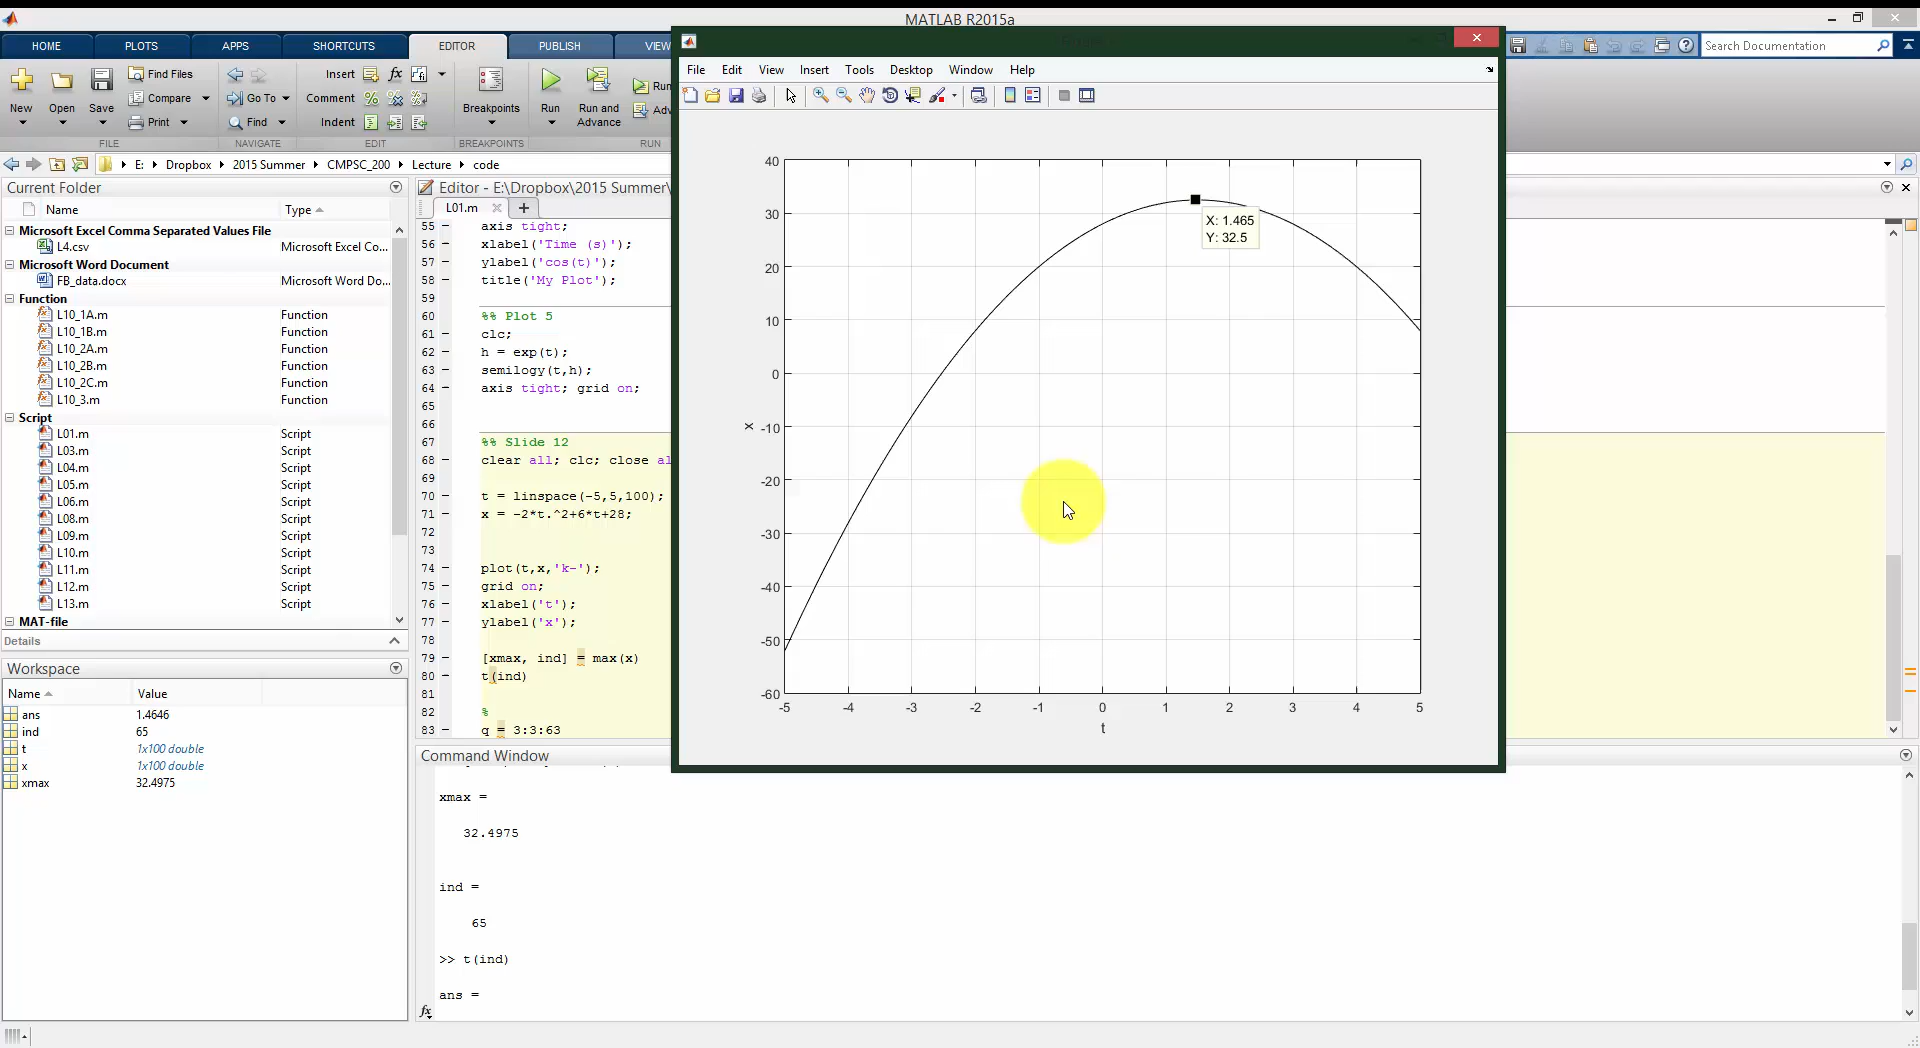 MATLAB R2015a
HOME PLOTS APPS SHORTCUTS EDITOR PUBLISH VIEW
Search Documentation
New Open Save Find Files Compare Print
Go To Find
Insert fx Comment Indent
Breakpoints Run Run and Advance
FILE NAVIGATE EDIT BREAKPOINTS RUN
E: Dropbox 2015 Summer CMPSC_200 Lecture code
Current Folder
Name Type
Microsoft Excel Comma Separated Values File
L4.csv Microsoft Excel Co...
Microsoft Word Document
FB_data.docx Microsoft Word Do...
Function
L10_1A.m Function
L10_1B.m Function
L10_2A.m Function
L10_2B.m Function
L10_2C.m Function
L10_3.m Function
Script
L01.m Script
L03.m Script
L04.m Script
L05.m Script
L06.m Script
L08.m Script
L09.m Script
L10.m Script
L11.m Script
L12.m Script
L13.m Script
MAT-file
Details
Workspace
Name Value
ans 1.4646
ind 65
t 1x100 double
x 1x100 double
xmax 32.4975
Editor - E:\Dropbox\2015 Summer\
L01.m
55 axis tight;
56 xlabel('Time (s)');
57 ylabel('cos(t)');
58 title('My Plot');
59
60 %% Plot 5
61 clc;
62 h = exp(t);
63 semilogy(t,h);
64 axis tight; grid on;
65
66
67 %% Slide 12
68 clear all; clc; close al
69
70 t = linspace(-5,5,100);
71 x = -2*t.^2+6*t+28;
72
73
74 plot(t,x,'k-');
75 grid on;
76 xlabel('t');
77 ylabel('x');
78
79 [xmax, ind] = max(x)
80 t(ind)
81
82 %
83 q = 3:3:63
Command Window
xmax =
32.4975
ind =
65
>> t(ind)
ans =
fx
File Edit View Insert Tools Desktop Window Help
40
30
20
10
0
-10
-20
-30
-40
-50
-60
x
X: 1.465
Y: 32.5
-5 -4 -3 -2 -1 0 1 2 3 4 5
t